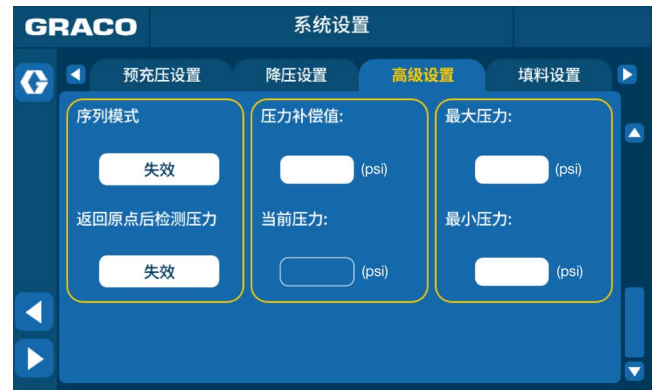 GRACO
系统设置
预充压设置 降压设置 高级设置 填料设置
序列模式
失效
返回原点后检测压力
失效
压力补偿值:
(psi)
当前压力:
(psi)
最大压力:
(psi)
最小压力:
(psi)